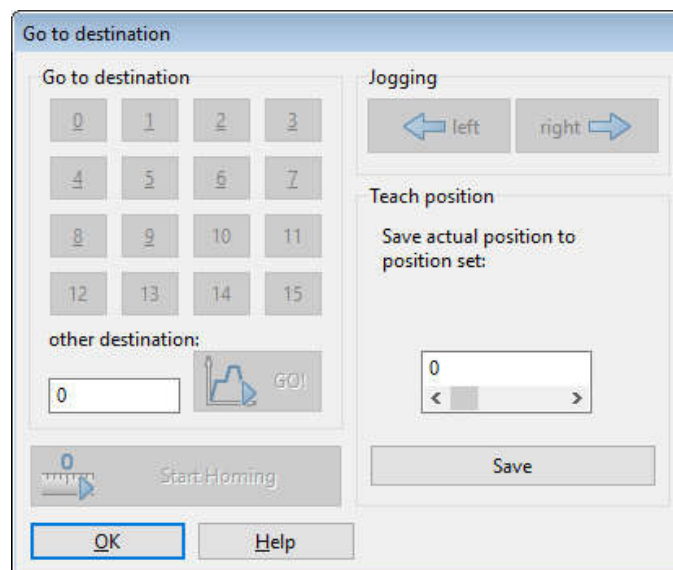 Go to destination
Go to destination
0 1 2 3
4 5 6 7
8 9 10 11
12 13 14 15
other destination:
0
GO!
0
Start Homing
OK
Help
Jogging
left
right
Teach position
Save actual position to
position set:
0
Save